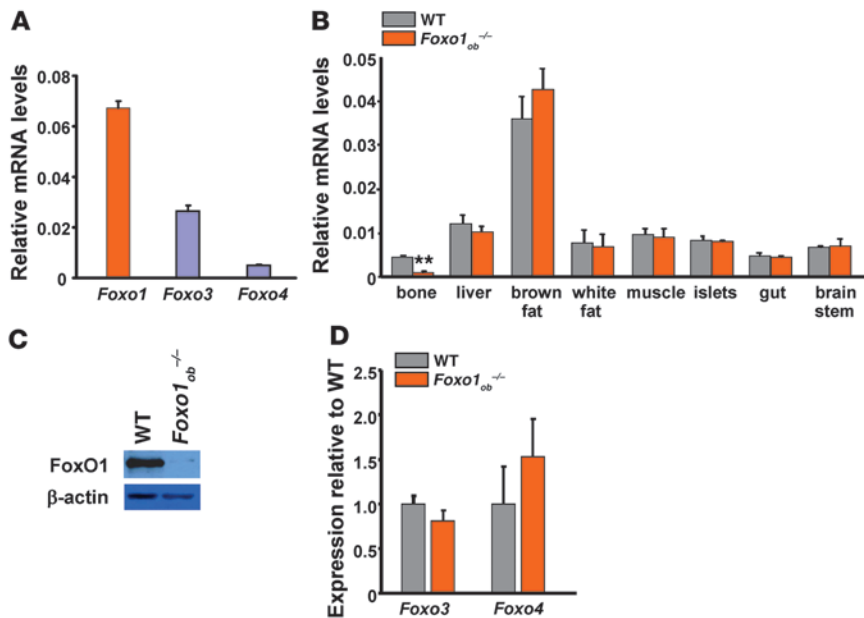 A
Relative mRNA levels
0.08
0.06
0.04
0.02
0
Foxo1 Foxo3 Foxo4
B
WT
Foxo1ob−/−
Relative mRNA levels
0.05
0.04
0.03
0.02
0.01
0
**
bone liver brown fat white fat muscle islets gut brain stem
C
WT Foxo1ob−/−
FoxO1
β-actin
D
WT
Foxo1ob−/−
Expression relative to WT
2.5
2.0
1.5
1.0
0.5
0.0
Foxo3 Foxo4